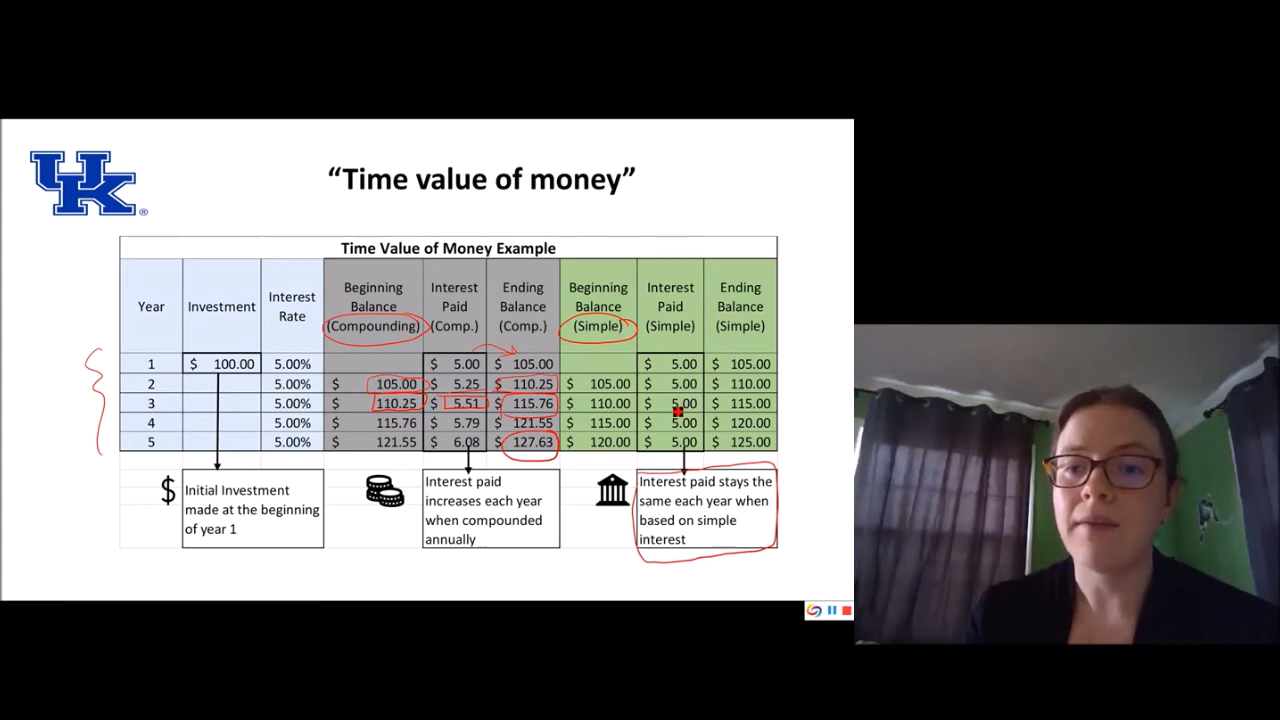 UK®
“Time value of money”
Time Value of Money Example
Year Investment Interest Rate Beginning Balance (Compounding) Interest Paid (Comp.) Ending Balance (Comp.) Beginning Balance (Simple) Interest Paid (Simple) Ending Balance (Simple)
1 $ 100.00 5.00% $ 5.00 $ 105.00 $ 5.00 $ 105.00
2 5.00% $ 105.00 $ 5.25 $ 110.25 $ 105.00 $ 5.00 $ 110.00
3 5.00% $ 110.25 $ 5.51 $ 115.76 $ 110.00 $ 5.00 $ 115.00
4 5.00% $ 115.76 $ 5.79 $ 121.55 $ 115.00 $ 5.00 $ 120.00
5 5.00% $ 121.55 $ 6.08 $ 127.63 $ 120.00 $ 5.00 $ 125.00
$
Initial Investment
made at the beginning
of year 1
Interest paid
increases each year
when compounded
annually
Interest paid stays the
same each year when
based on simple
interest